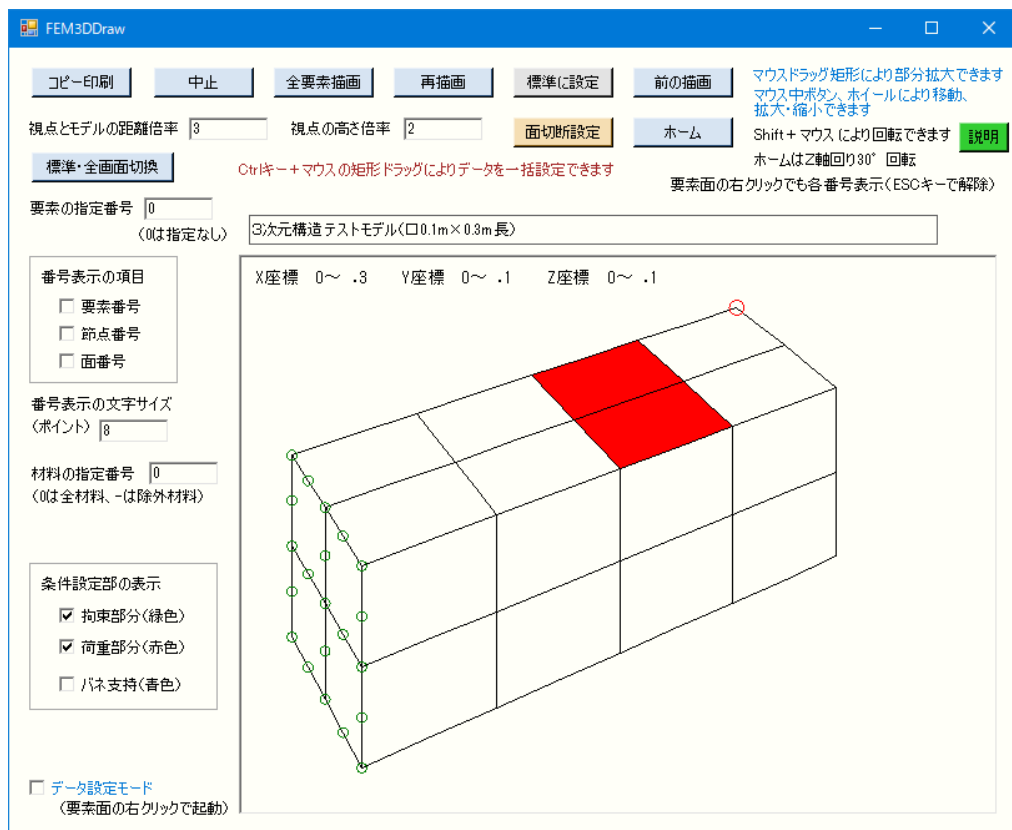 FEM3DDraw
コピー印刷
中止
全要素描画
再描画
標準に設定
前の描画
マウスドラッグ矩形により部分拡大できます
マウス中ボタン、ホイールにより移動、
拡大・縮小できます
視点とモデルの距離倍率 3
視点の高さ倍率 2
面切断設定
ホーム
Shift+マウスにより回転できます
説明
標準・全画面切換
Ctrlキー+マウスの矩形ドラッグによりデータを一括設定できます
ホームはZ軸回り30°回転
要素面の右クリックでも各番号表示(ESCキーで解除)
要素の指定番号 0
(0は指定なし)
3次元構造テストモデル(口0.1m×0.3m長)
番号表示の項目
要素番号
節点番号
面番号
X座標 0~ .3 Y座標 0~ .1 Z座標 0~ .1
番号表示の文字サイズ
(ポイント) 8
材料の指定番号 0
(0は全材料、-は除外材料)
条件設定部の表示
拘束部分(緑色)
荷重部分(赤色)
バネ支持(青色)
データ設定モード
(要素面の右クリックで起動)